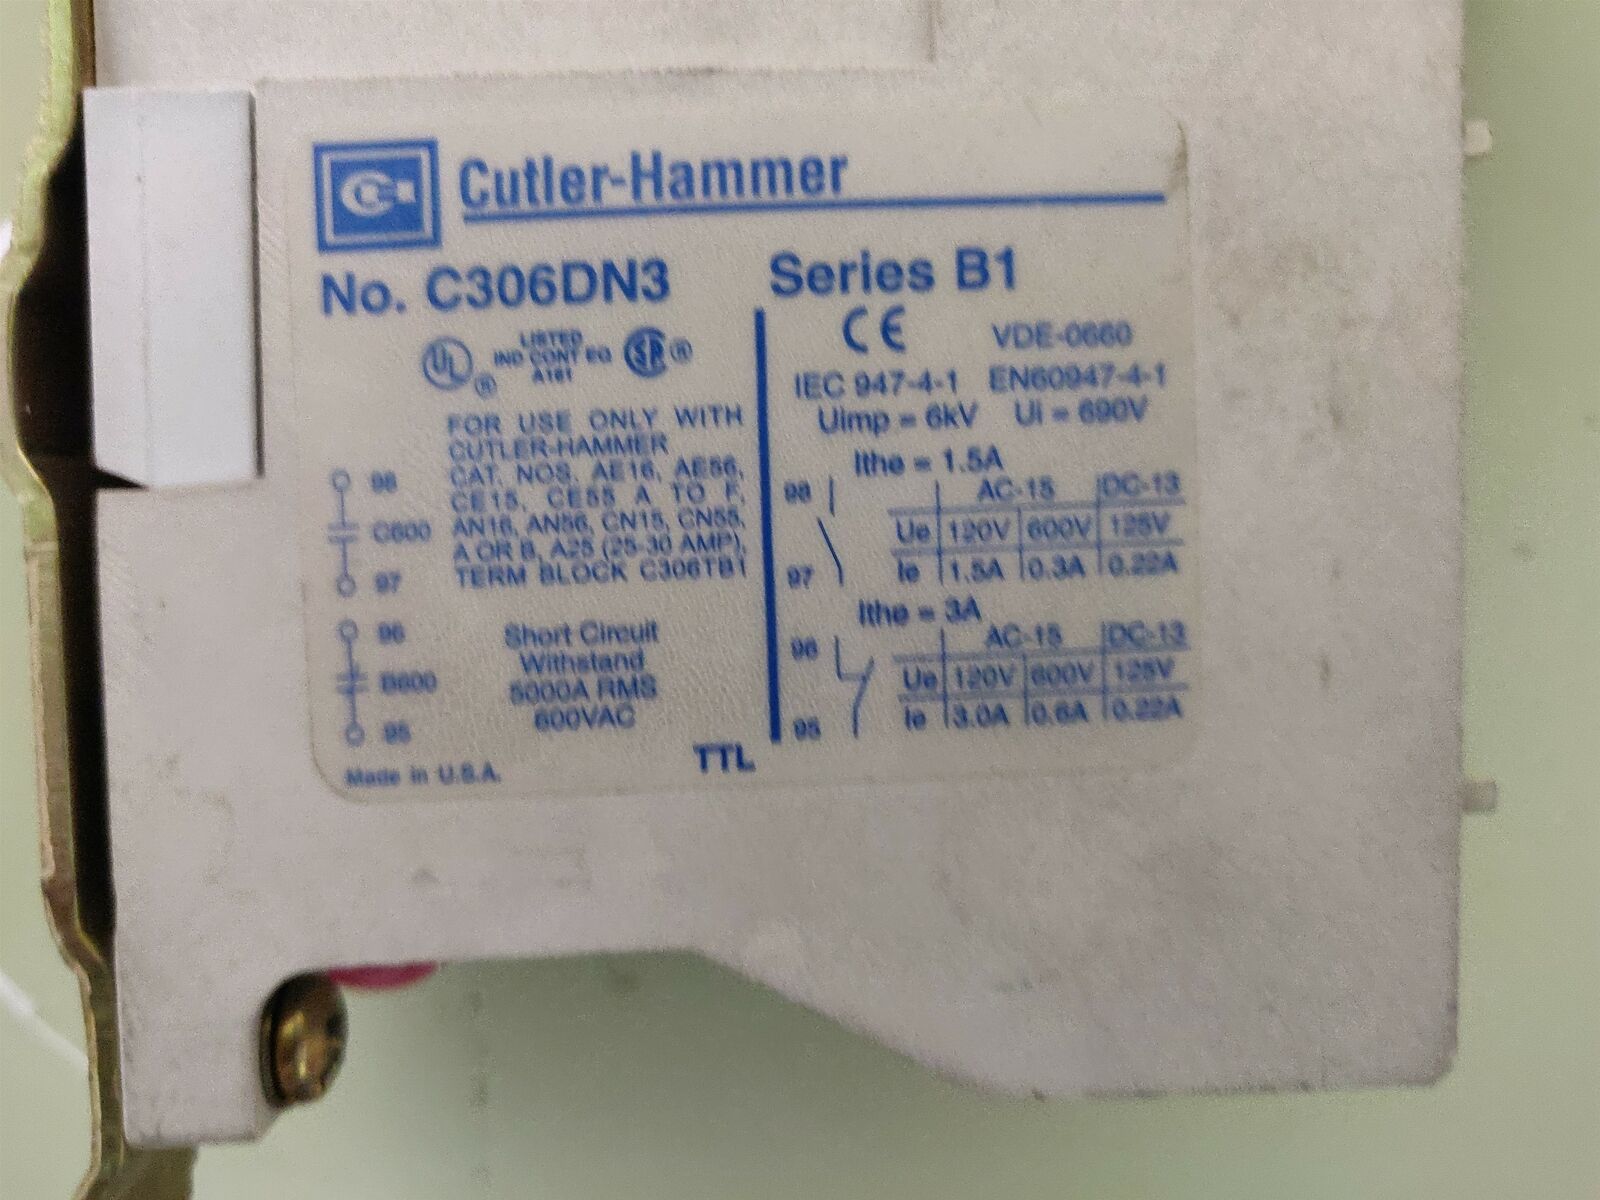 Cutler-Hammer
No. C306DN3
Series B1
UL ®
LISTED
IND CONT EQ
A161
®
FOR USE ONLY WITH
CUTLER-HAMMER
CAT. NOS. AE16, AE56,
CE15, CE55 A TO F,
AN16, AN56, CN15, CN55,
A OR B, A25 (25-30 AMP),
TERM BLOCK C306TB1
98
C600
97
96
B600
95
Short Circuit
Withstand
5000A RMS
600VAC
Made in U.S.A.
TTL
CE VDE-0660
IEC 947-4-1 EN60947-4-1
Uimp = 6kV Ui = 690V
Ithe = 1.5A
98
97
AC-15 DC-13
Ue 120V 600V 125V
Ie 1.5A 0.3A 0.22A
Ithe = 3A
96
95
AC-15 DC-13
Ue 120V 600V 125V
Ie 3.0A 0.6A 0.22A